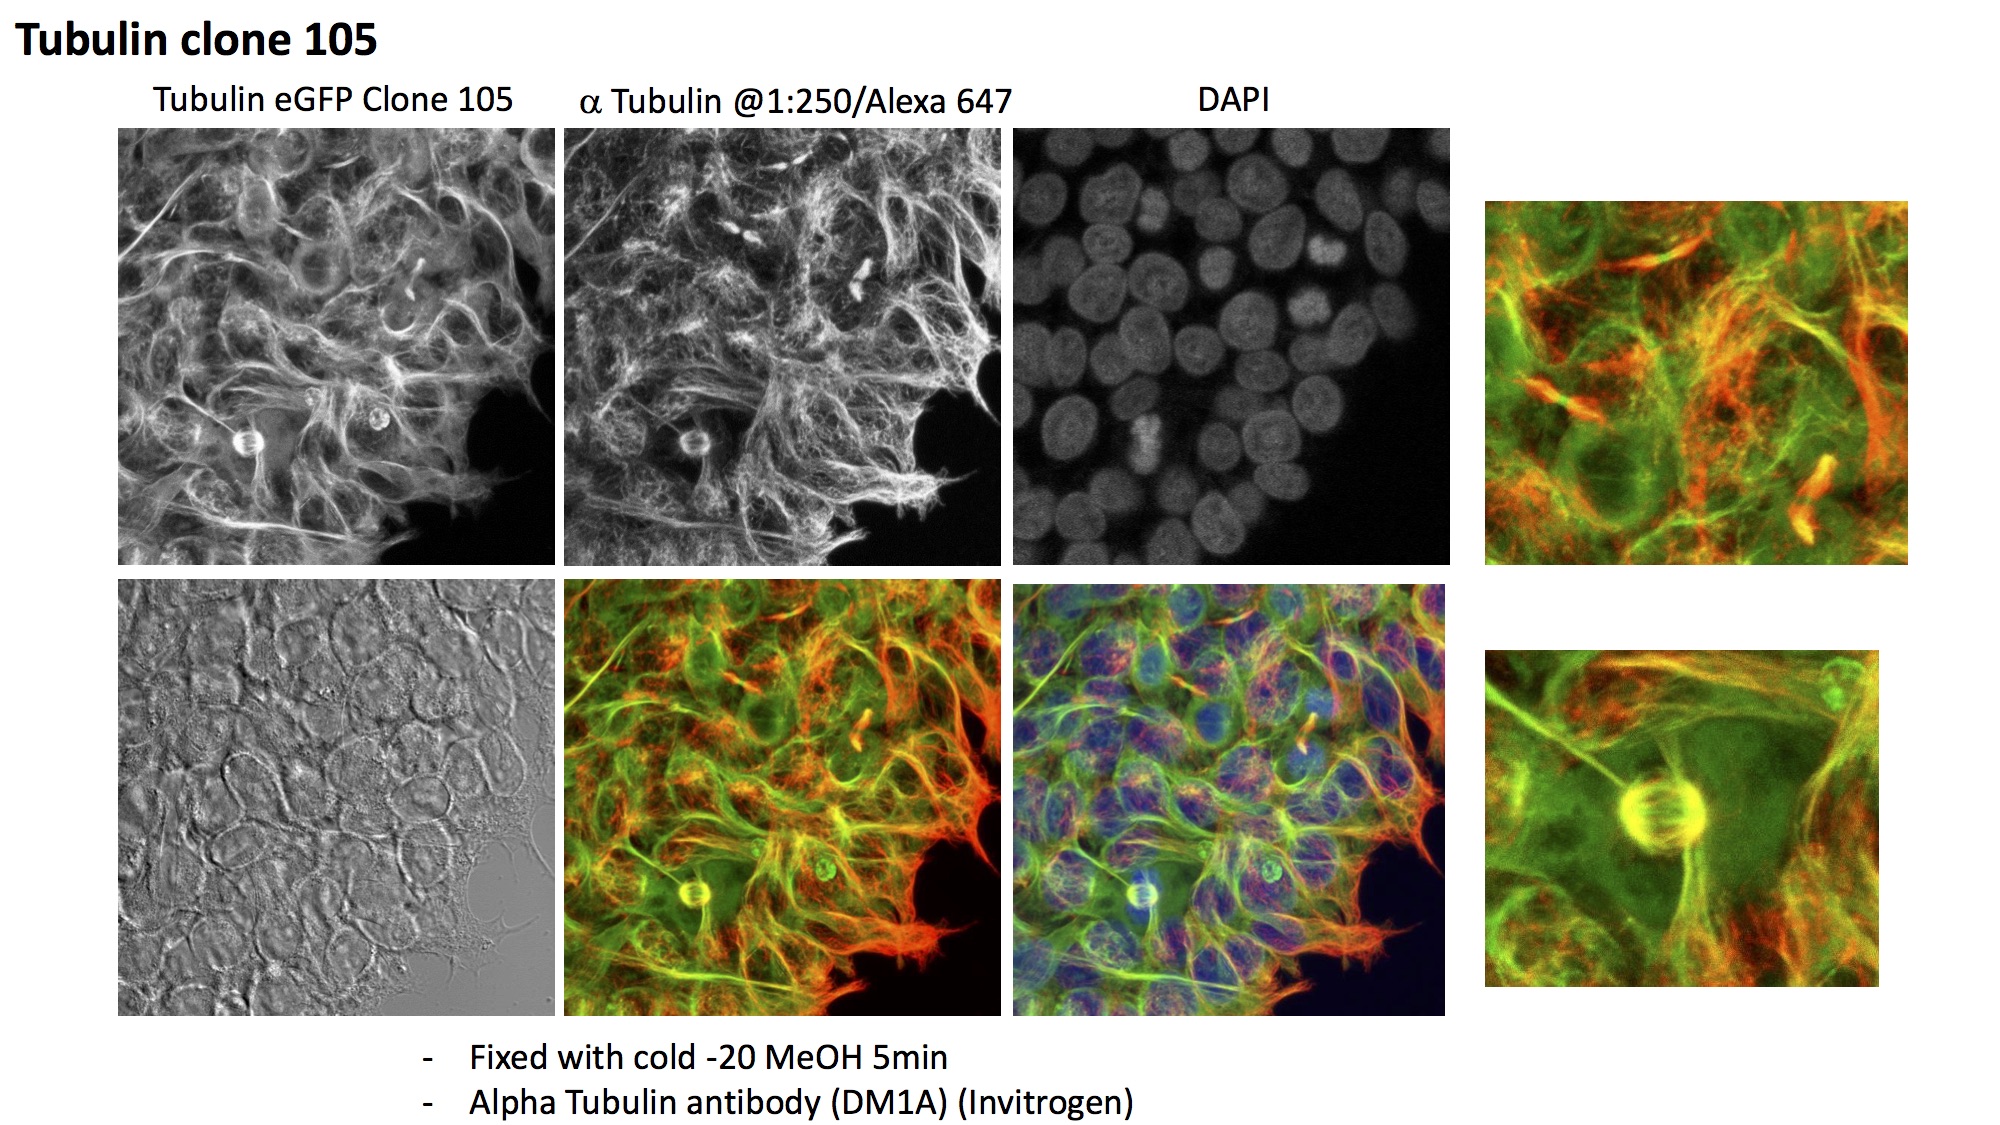 Tubulin clone 105
Tubulin eGFP Clone 105
α Tubulin @1:250/Alexa 647
DAPI
- Fixed with cold -20 MeOH 5min
- Alpha Tubulin antibody (DM1A) (Invitrogen)